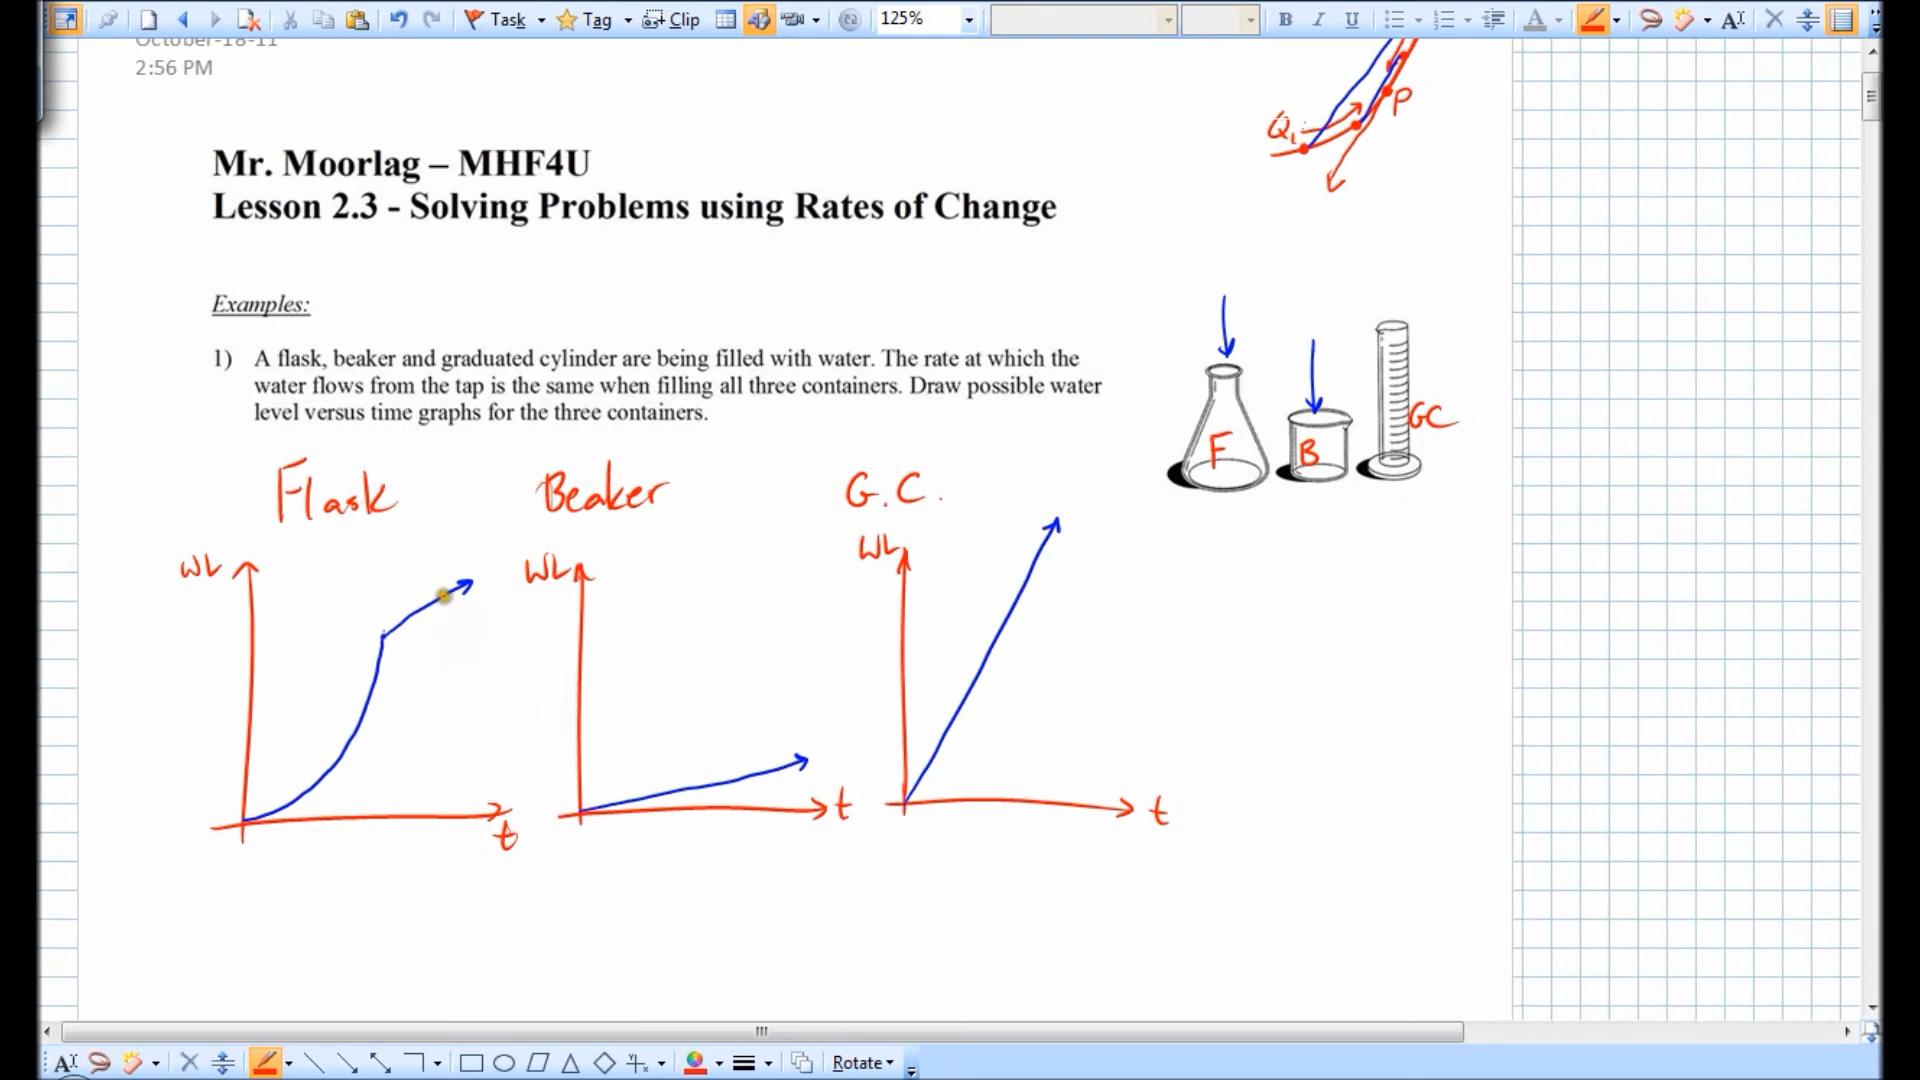 Task
Tag
Clip
125%
B I U
A
October-18-11
2:56 PM
Q1
P
Mr. Moorlag – MHF4U
Lesson 2.3 - Solving Problems using Rates of Change
Examples:
1) A flask, beaker and graduated cylinder are being filled with water. The rate at which the
water flows from the tap is the same when filling all three containers. Draw possible water
level versus time graphs for the three containers.
F
B
GC
Flask
Beaker
G.C.
WL
WL
WL
t
t
t
Rotate